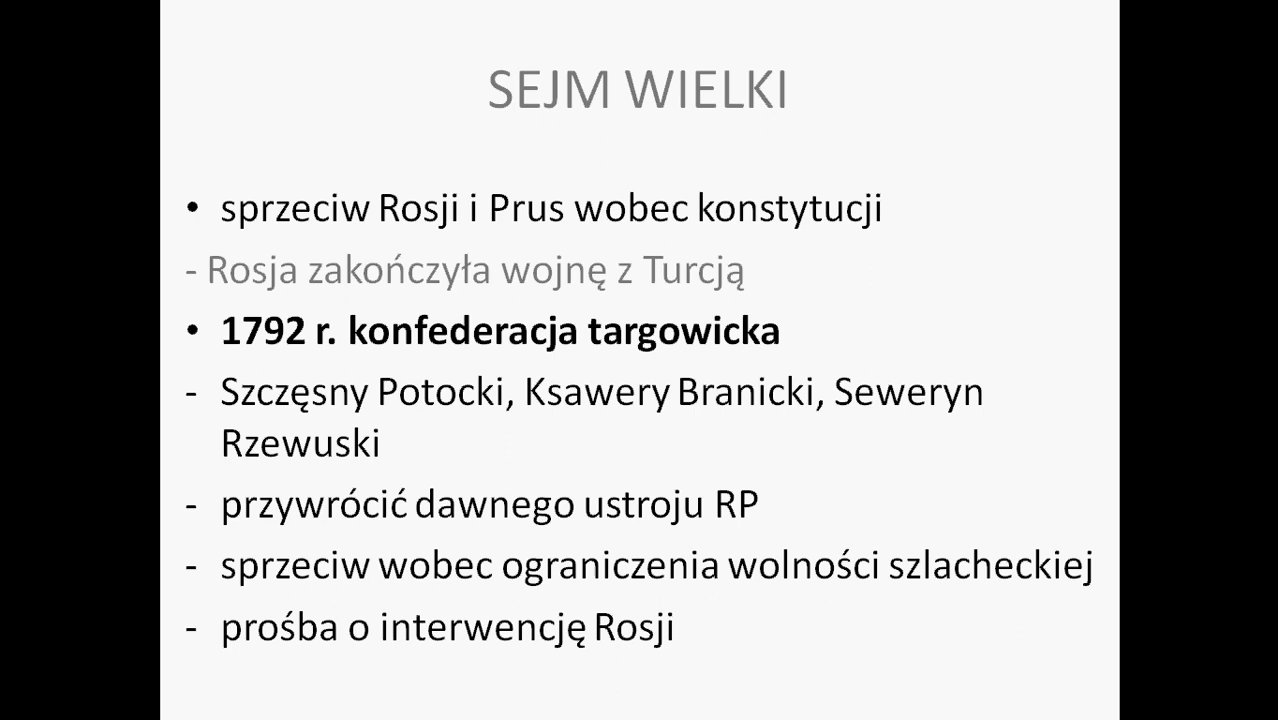 SEJM WIELKI
• sprzeciw Rosji i Prus wobec konstytucji
- Rosja zakończyła wojnę z Turcją
• 1792 r. konfederacja targowicka
- Szczęsny Potocki, Ksawery Branicki, Seweryn
Rzewuski
- przywrócić dawnego ustroju RP
- sprzeciw wobec ograniczenia wolności szlacheckiej
- prośba o interwencję Rosji